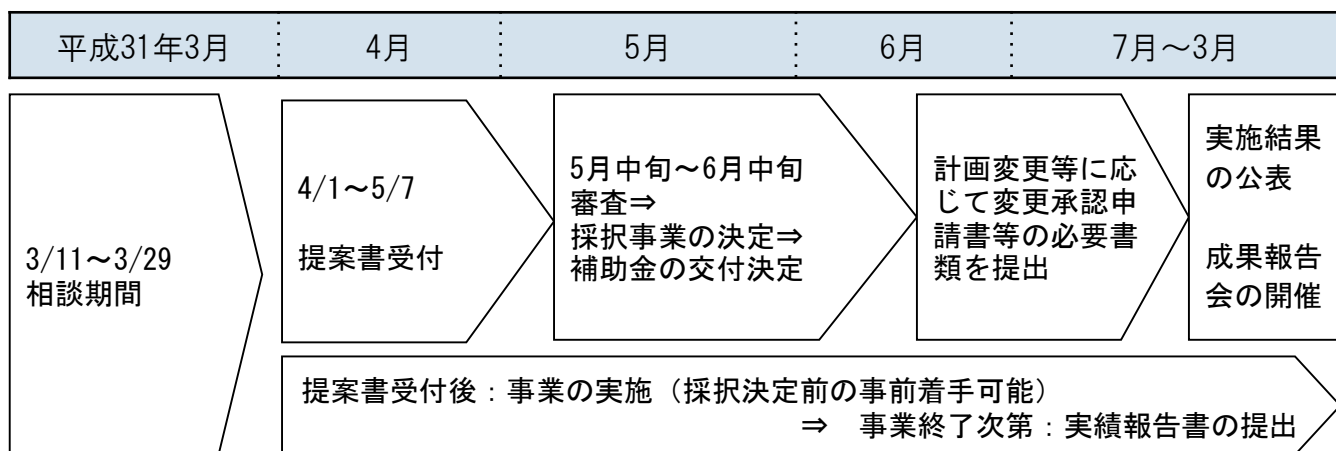 平成31年3月
4月
5月
6月
7月～3月
3/11～3/29
相談期間
4/1～5/7
提案書受付
5月中旬～6月中旬
審査⇒
採択事業の決定⇒
補助金の交付決定
計画変更等に応
じて変更承認申
請書等の必要書
類を提出
実施結果
の公表
成果報告
会の開催
提案書受付後：事業の実施（採択決定前の事前着手可能）
⇒　事業終了次第：実績報告書の提出